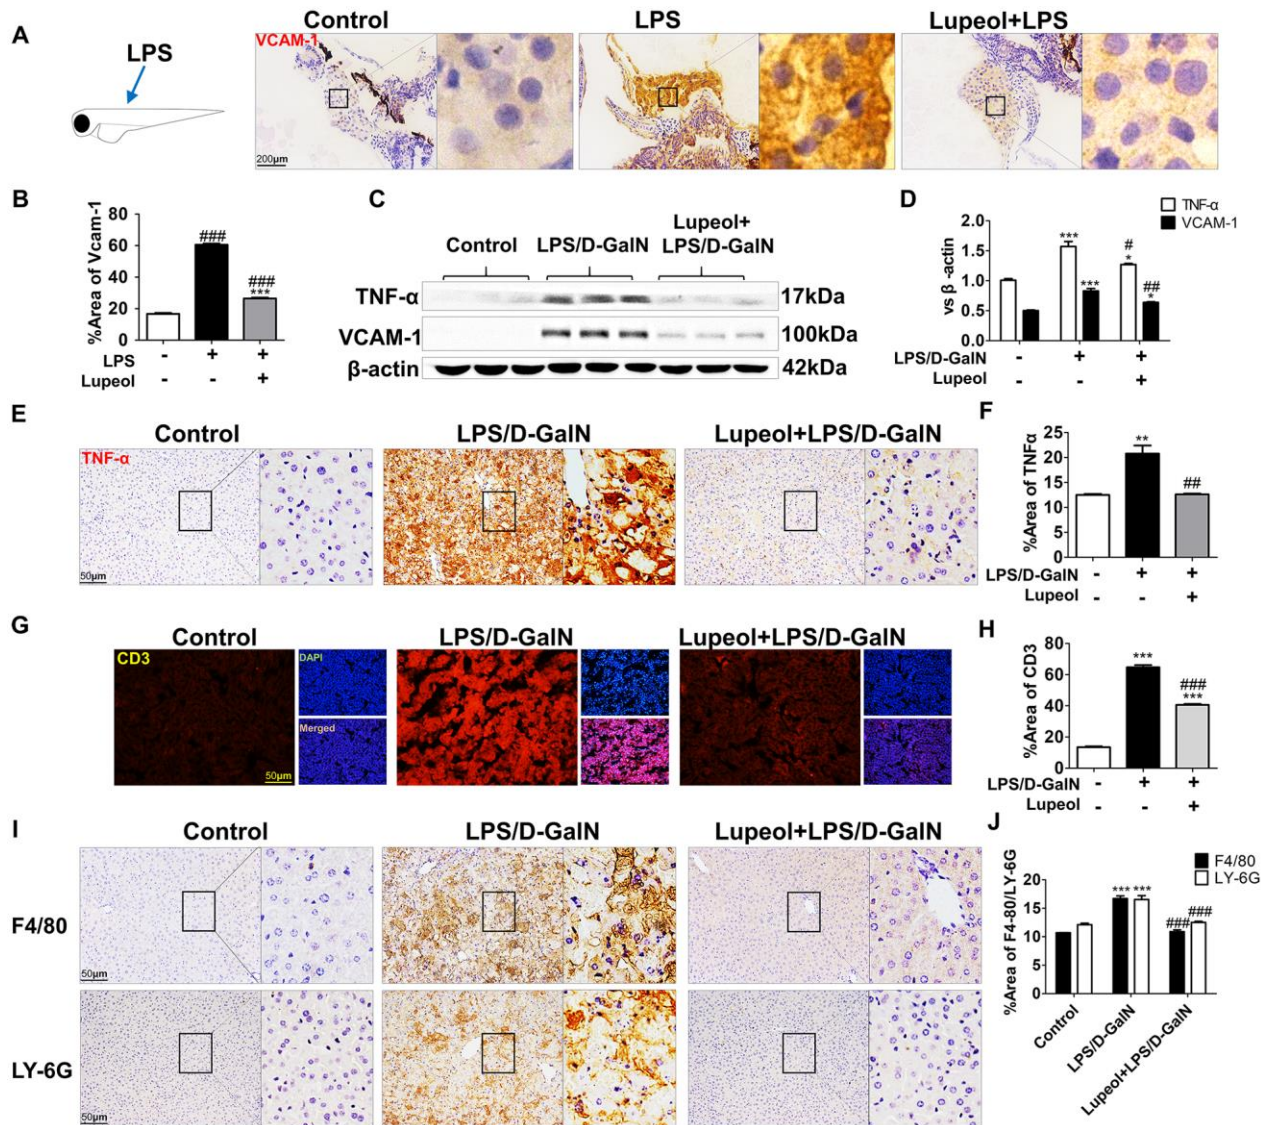 A
LPS
Control
LPS
Lupeol+LPS
VCAM-1
200μm
B
%Area of Vcam-1
80
60
40
20
0
###
###
***
LPS - + +
Lupeol - - +
C
Control
LPS/D-GalN
Lupeol+
LPS/D-GalN
TNF-α
17kDa
VCAM-1
100kDa
β-actin
42kDa
D
TNF-α
VCAM-1
vs β -actin
2.0
1.5
1.0
0.5
0.0
***
***
#
*
##
*
LPS/D-GalN - + +
Lupeol - - +
E
Control
LPS/D-GalN
Lupeol+LPS/D-GalN
TNF-α
50μm
F
%Area of TNFα
25
20
15
10
5
0
**
##
LPS/D-GalN - + +
Lupeol - - +
G
Control
LPS/D-GalN
Lupeol+LPS/D-GalN
CD3
DAPI
Merged
50μm
H
%Area of CD3
80
60
40
20
0
***
###
***
LPS/D-GalN - + +
Lupeol - - +
I
Control
LPS/D-GalN
Lupeol+LPS/D-GalN
F4/80
50μm
LY-6G
50μm
J
F4/80
LY-6G
%Area of F4-80/LY-6G
20
15
10
5
0
*** ***
### ###
Control
LPS/D-GalN
Lupeol+LPS/D-GalN